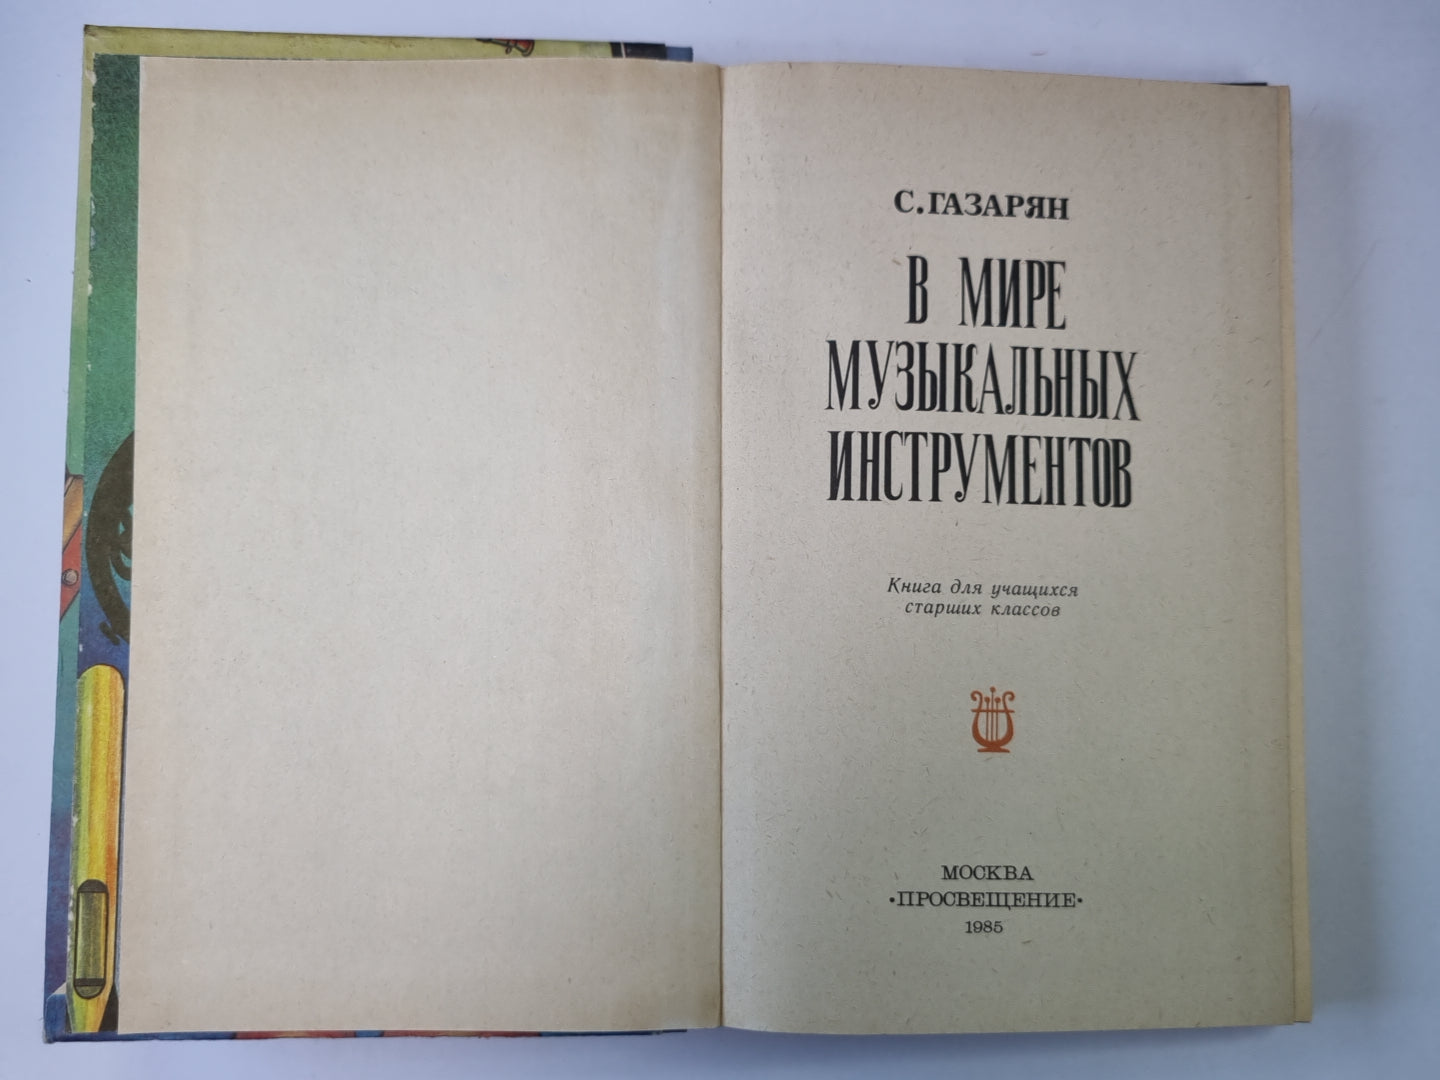 С. ГАЗАРЯН
В МИРЕ
МУЗЫКАЛЬНЫХ
ИНСТРУМЕНТОВ
Книга для учащихся
старших классов
МОСКВА
·ПРОСВЕЩЕНИЕ·
1985